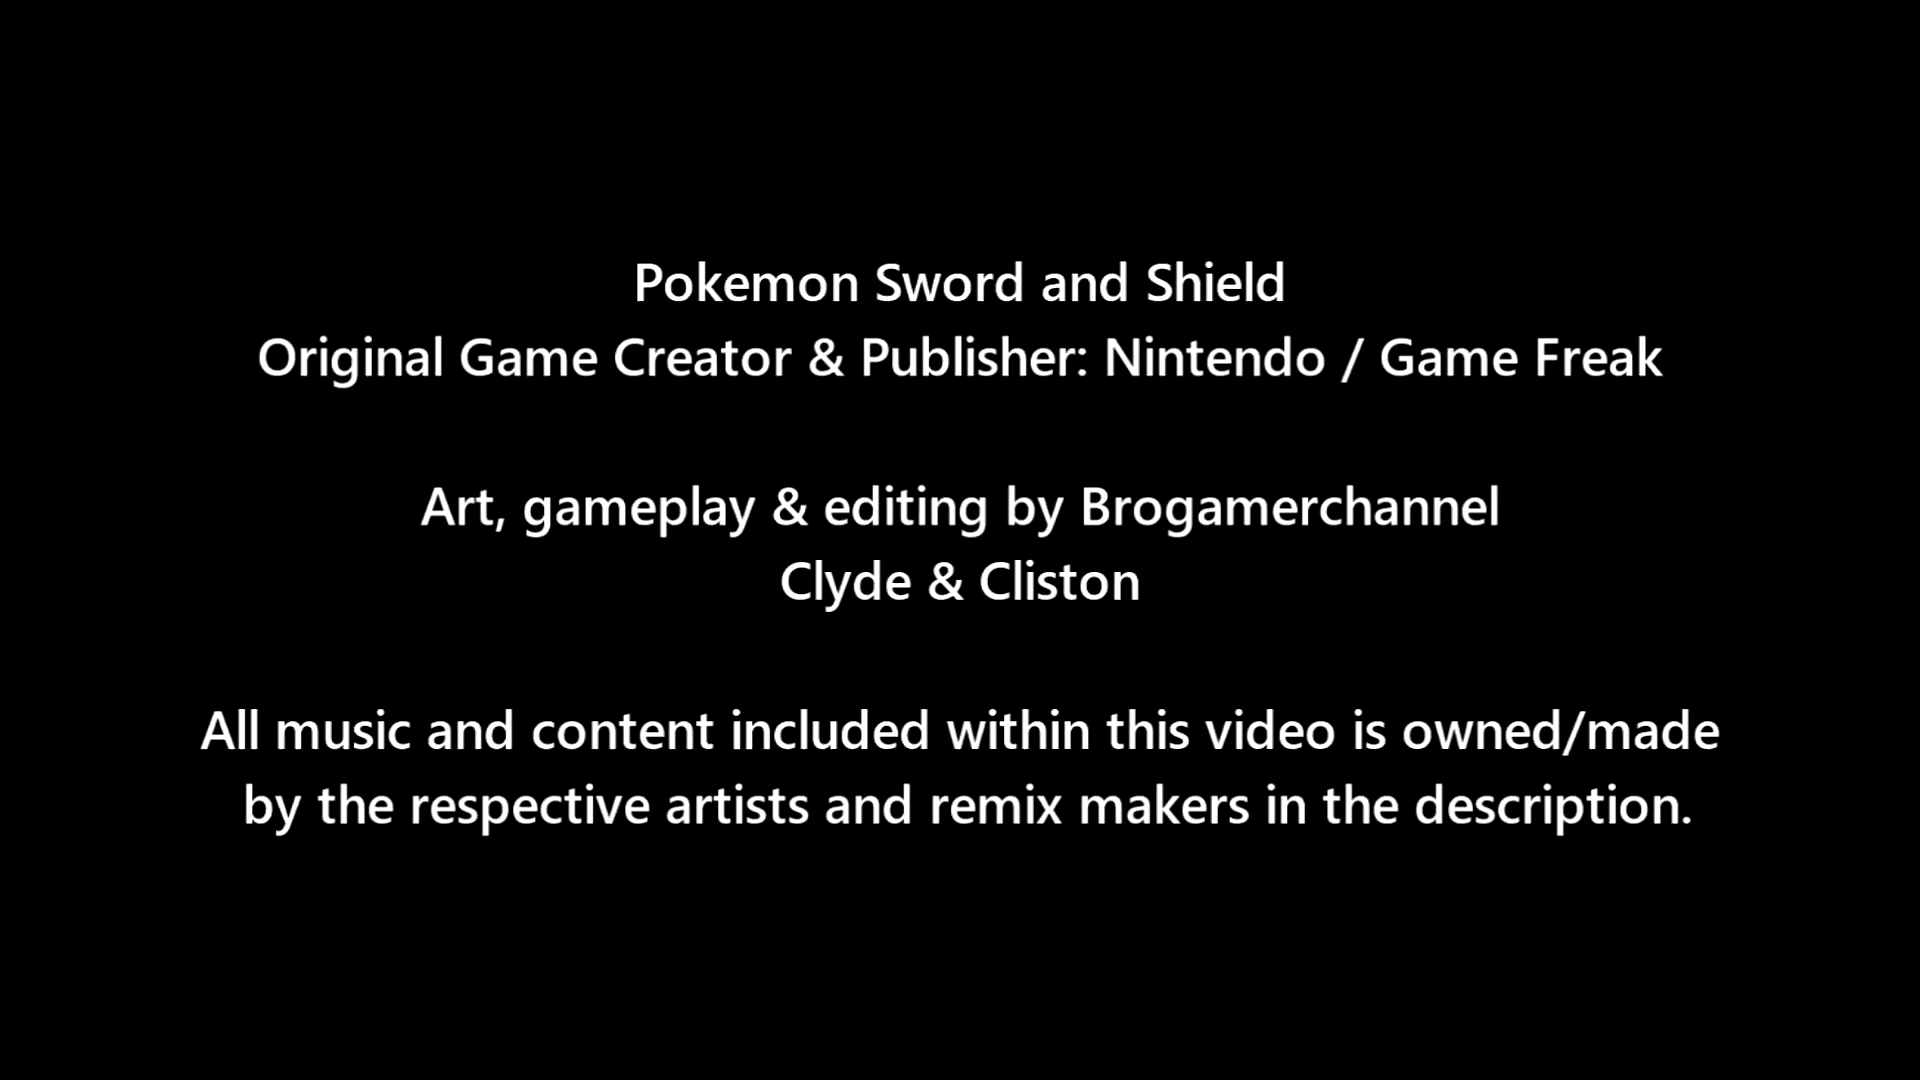 Pokemon Sword and Shield
Original Game Creator & Publisher: Nintendo / Game Freak
Art, gameplay & editing by Brogamerchannel
Clyde & Cliston
All music and content included within this video is owned/made
by the respective artists and remix makers in the description.